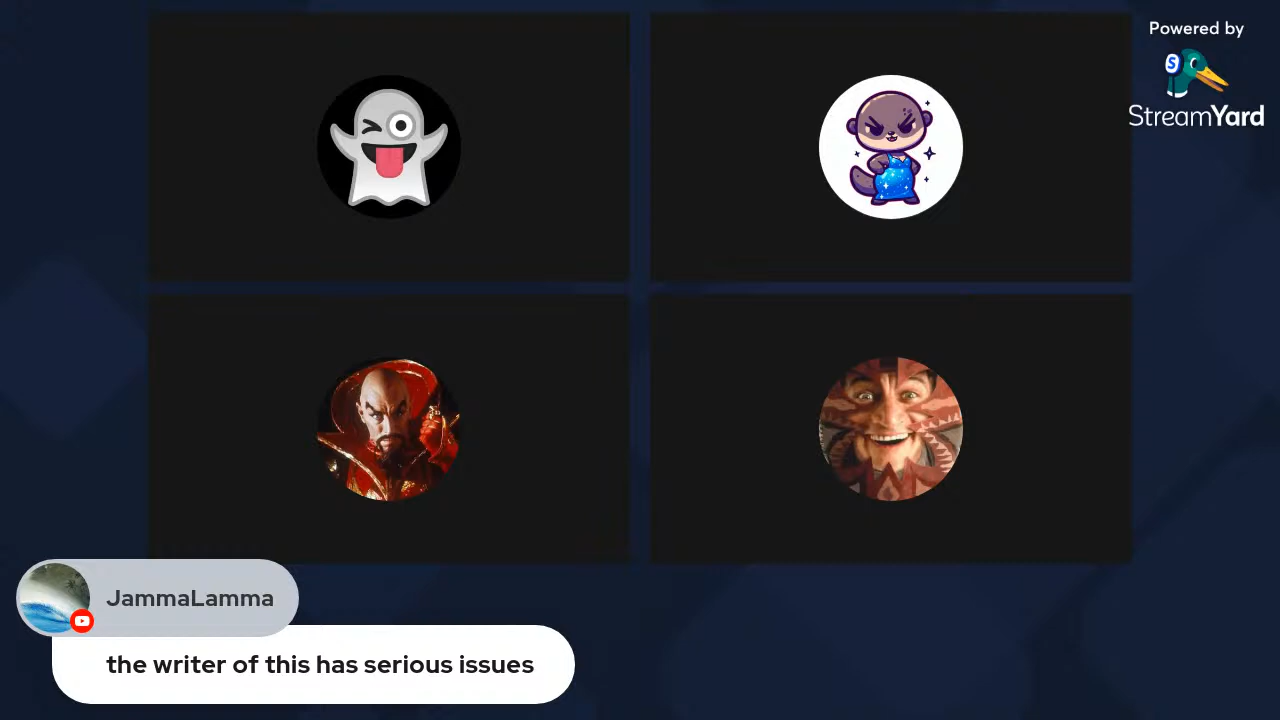 Powered by
StreamYard
JammaLamma
the writer of this has serious issues